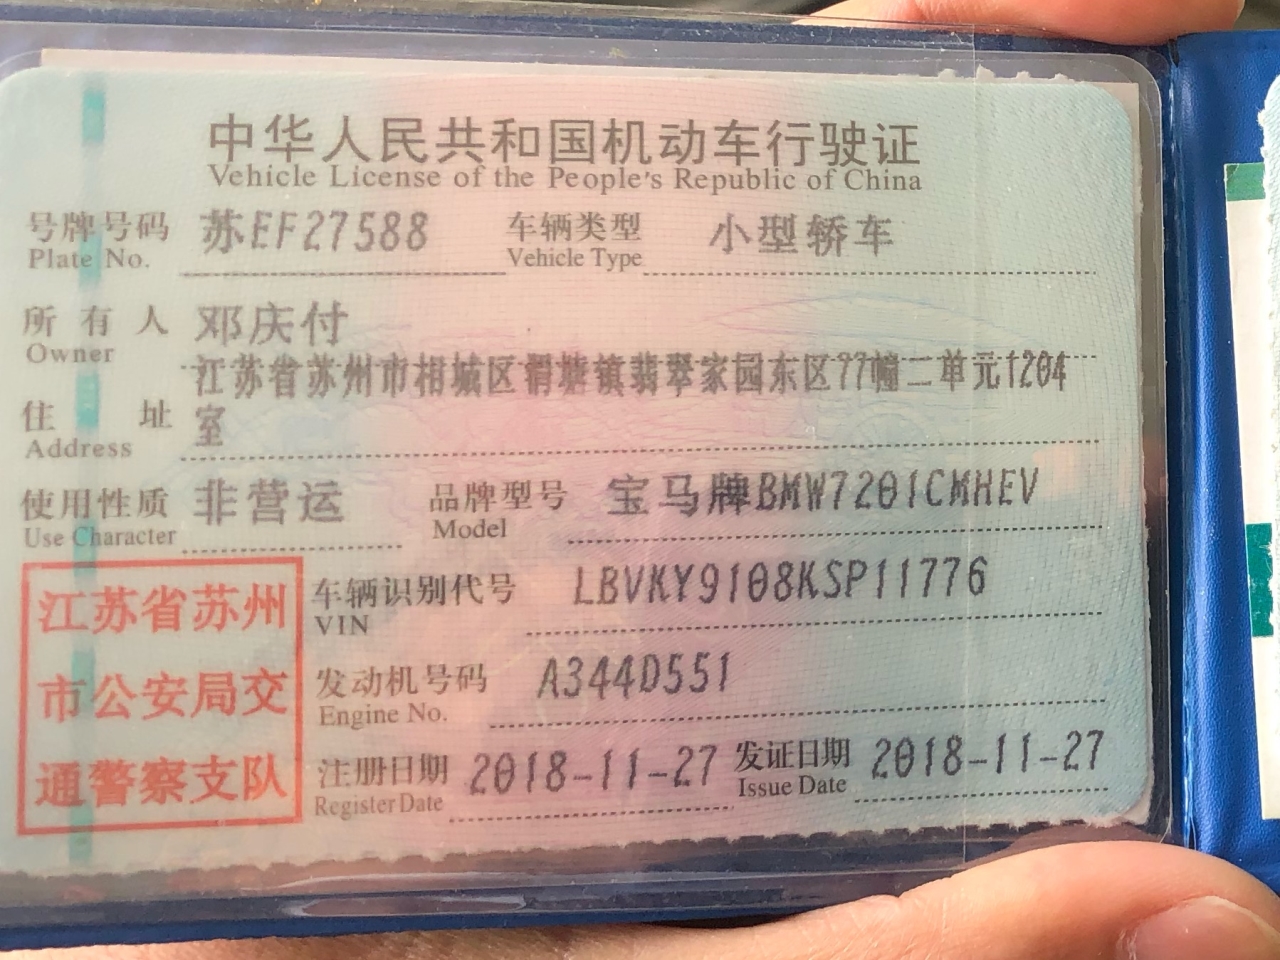 中华人民共和国机动车行驶证
Vehicle License of the People's Republic of China
号牌号码 苏EF27588 车辆类型 小型轿车
Plate No. Vehicle Type
所有人 邓庆付
Owner
江苏省苏州市相城区渭塘镇翡翠家园东区77幢二单元1204
住址 室
Address
使用性质 非营运 品牌型号 宝马牌BMW7201CMHEV
Use Character Model
车辆识别代号 LBVKY9108KSP11776
VIN
发动机号码 A344D551
Engine No.
注册日期 2018-11-27 发证日期 2018-11-27
Register Date Issue Date
江苏省苏州
市公安局交
通警察支队